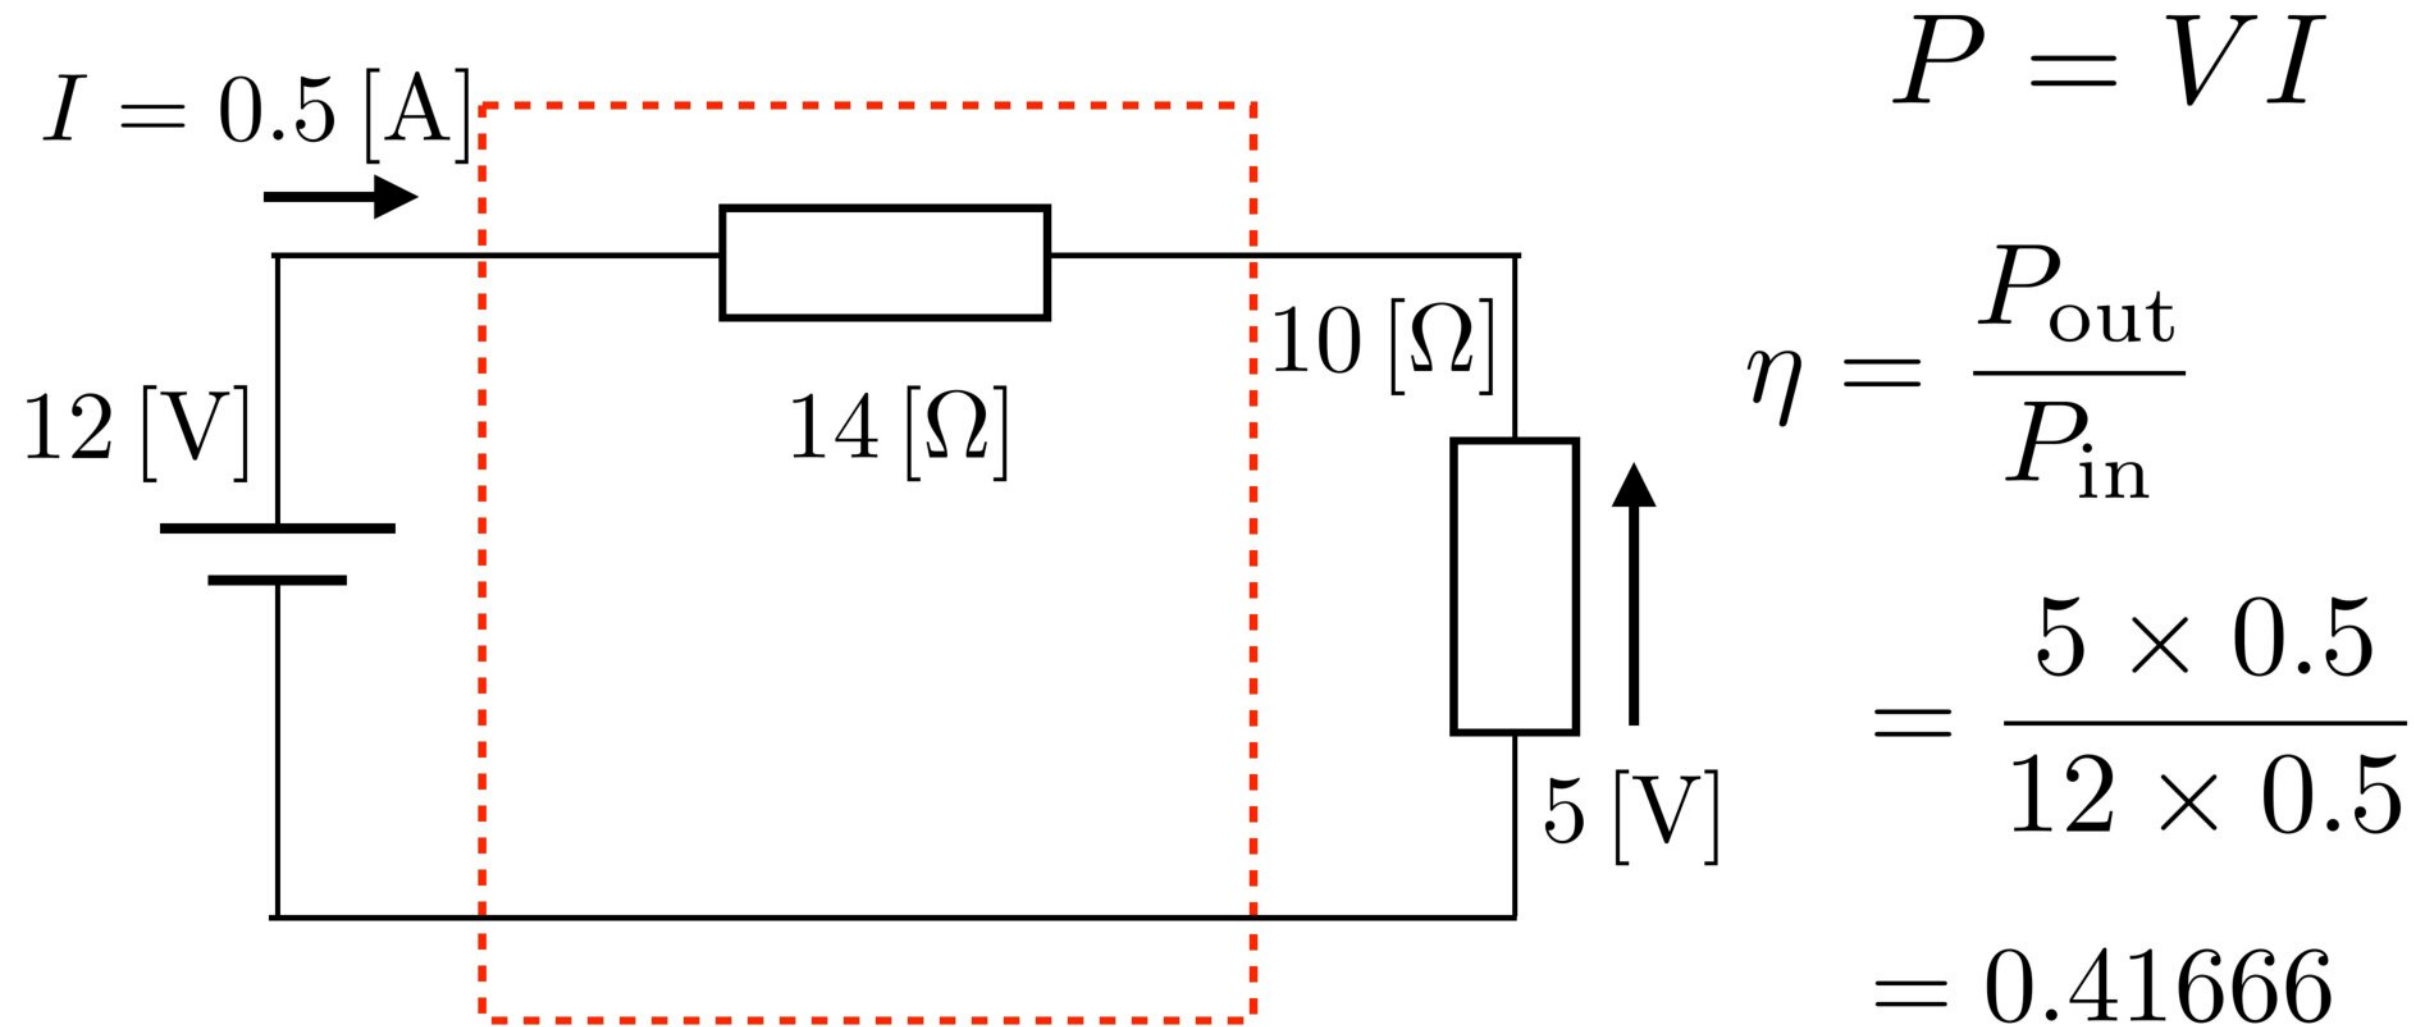 I = 0.5 [A]
12 [V]
14 [Ω]
10 [Ω]
5 [V]
P = VI
η = P_out / P_in
= 5 × 0.5 / 12 × 0.5
= 0.41666